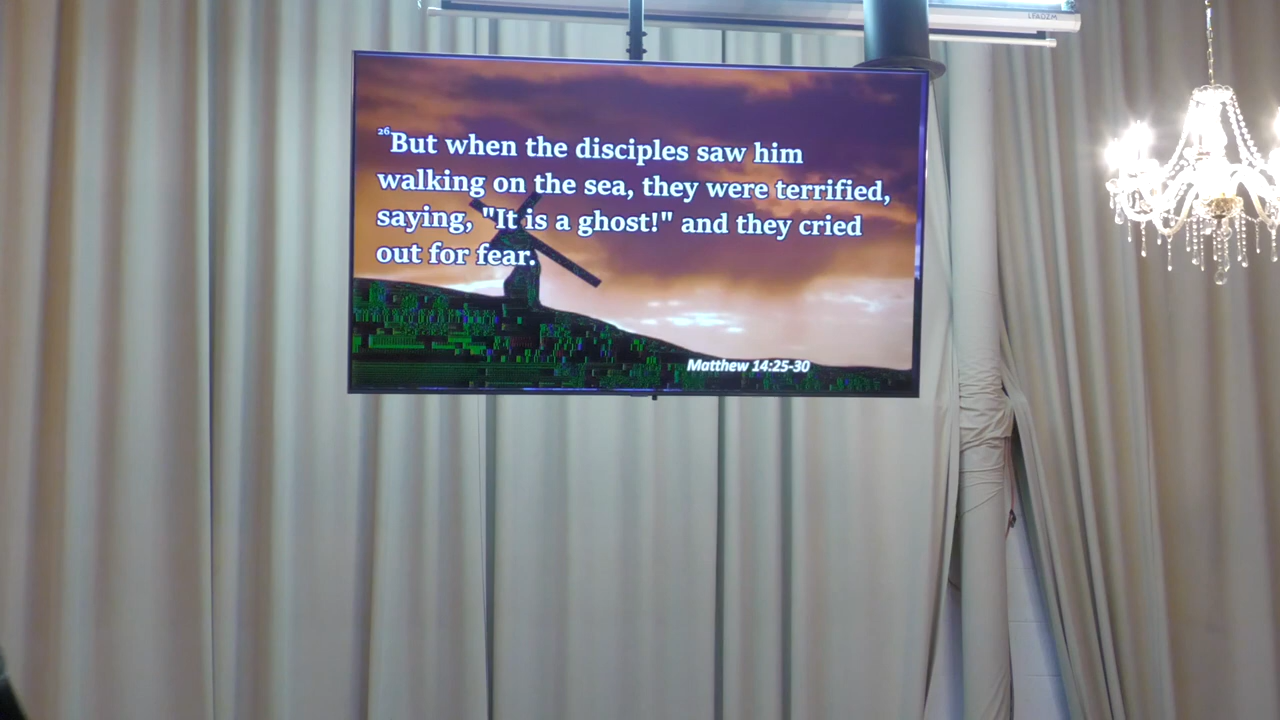 LEADZM
²⁶But when the disciples saw him
walking on the sea, they were terrified,
saying, "It is a ghost!" and they cried
out for fear.
Matthew 14:25-30